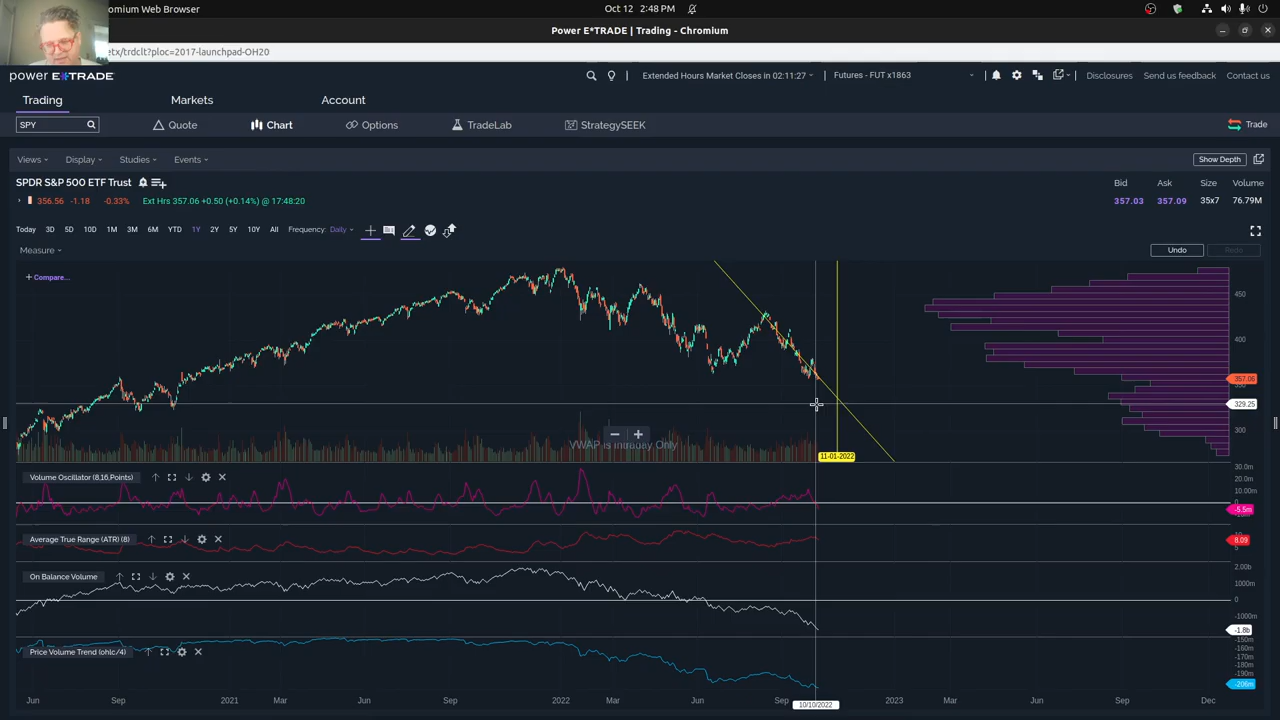 omium Web Browser
Oct 12 2:48 PM
Power E*TRADE | Trading - Chromium
etx/trdclt?ploc=2017-launchpad-OH20
power E*TRADE
Extended Hours Market Closes in 02:11:27
Futures - FUT x1863
Disclosures Send us feedback Contact us
Trading Markets Account
SPY
Quote Chart Options TradeLab StrategySEEK
Trade
Views Display Studies Events
Show Depth
SPDR S&P 500 ETF Trust
Bid Ask Size Volume
356.56 -1.18 -0.33% Ext Hrs 357.06 +0.50 (+0.14%) @ 17:48:20
357.03 357.09 35x7 76.79M
Today 3D 5D 10D 1M 3M 6M YTD 1Y 2Y 5Y 10Y All Frequency: Daily
Measure
Undo Redo
+ Compare...
450
400
357.06
350
329.25
300
VWAP is Intraday Only
11-01-2022
30.0m
Volume Oscillator (8,16,Points)
20.0m
10.00m
0
-5.5m
Average True Range (ATR) (8)
8.09
5
2.00b
On Balance Volume
1000m
0
-1000m
-1.8b
-150m
Price Volume Trend (ohlc/4)
-160m
-170m
-180m
-190m
-206m
Jun Sep 2021 Mar Jun Sep 2022 Mar Jun Sep 2023 Mar Jun Sep Dec
10/10/2022